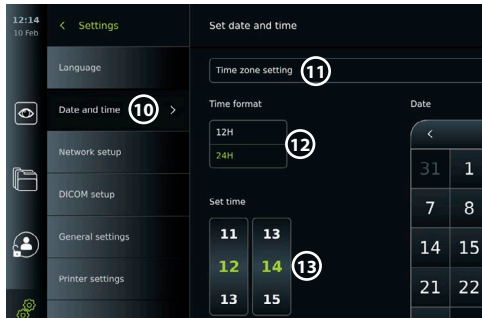 12:14
10 Feb
< Settings
Set date and time
Language
Time zone setting 11
Date and time 10 >
Time format
Date
12H
24H
12
<
Network setup
31 1
DICOM setup
Set time
7 8
General settings
11 13
12 14
13 15
13
14 15
Printer settings
21 22